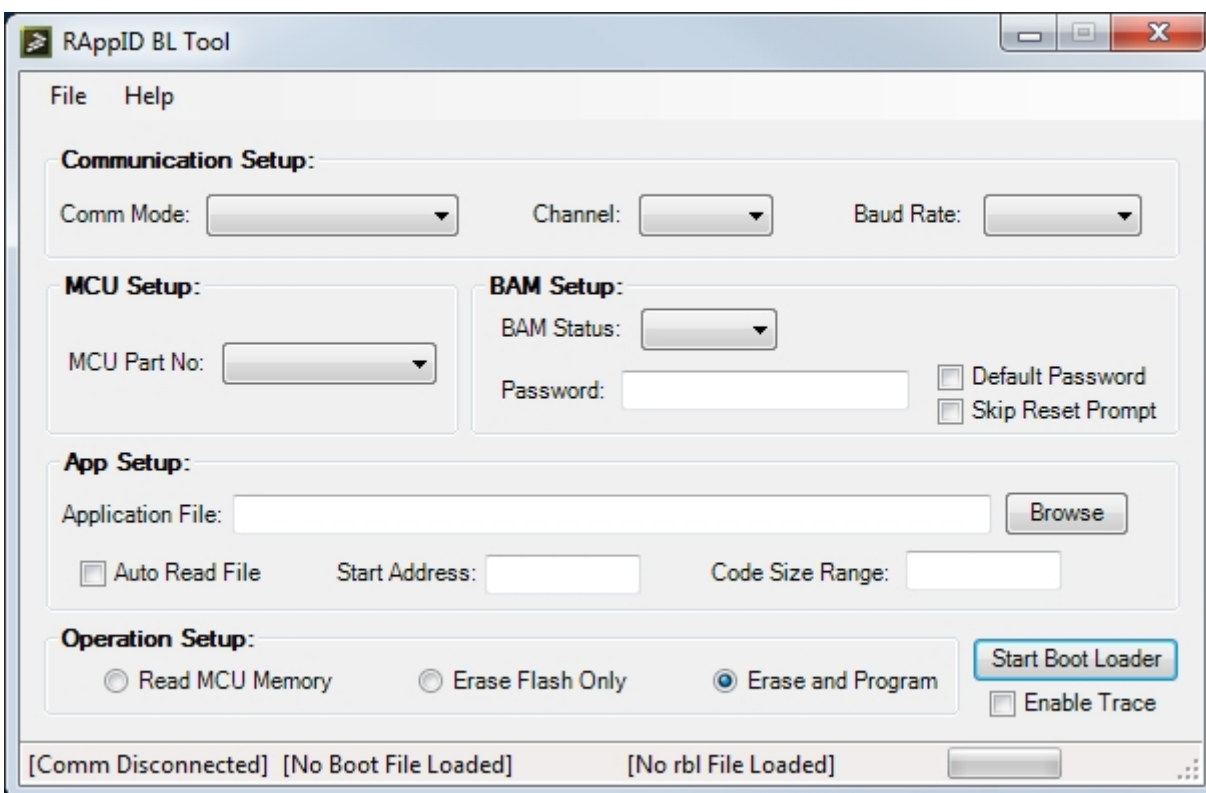 RAppID BL Tool
File Help
Communication Setup:
Comm Mode: Channel: Baud Rate:
MCU Setup: BAM Setup:
BAM Status:
MCU Part No:
Password: Default Password
Skip Reset Prompt
App Setup:
Application File: Browse
Auto Read File Start Address: Code Size Range:
Operation Setup:
Read MCU Memory Erase Flash Only Erase and Program Start Boot Loader
Enable Trace
[Comm Disconnected] [No Boot File Loaded] [No rbl File Loaded]